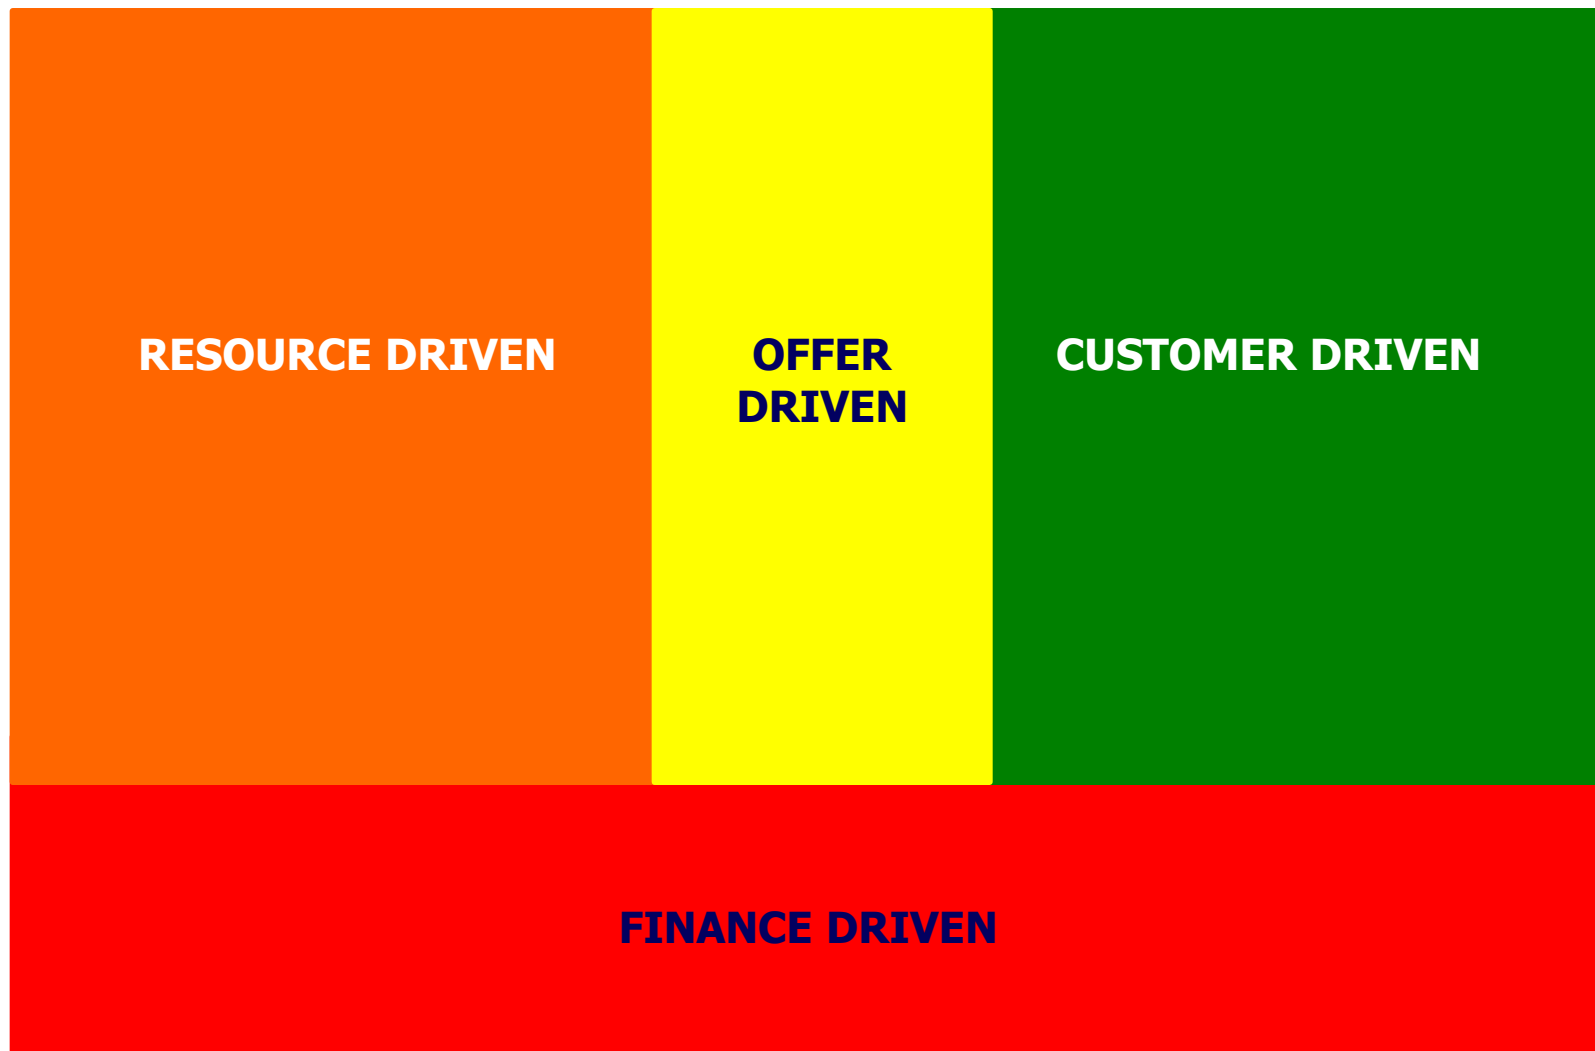 RESOURCE DRIVEN
OFFER
DRIVEN
CUSTOMER DRIVEN
FINANCE DRIVEN